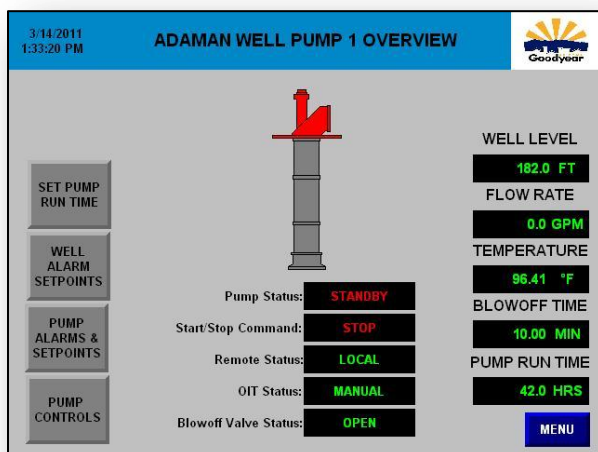 3/14/2011
1:33:20 PM
ADAMAN WELL PUMP 1 OVERVIEW
Goodyear
SET PUMP
RUN TIME
WELL
ALARM
SETPOINTS
PUMP
ALARMS &
SETPOINTS
PUMP
CONTROLS
Pump Status: STANDBY
Start/Stop Command: STOP
Remote Status: LOCAL
OIT Status: MANUAL
Blowoff Valve Status: OPEN
WELL LEVEL
182.0 FT
FLOW RATE
0.0 GPM
TEMPERATURE
96.41 °F
BLOWOFF TIME
10.00 MIN
PUMP RUN TIME
42.0 HRS
MENU